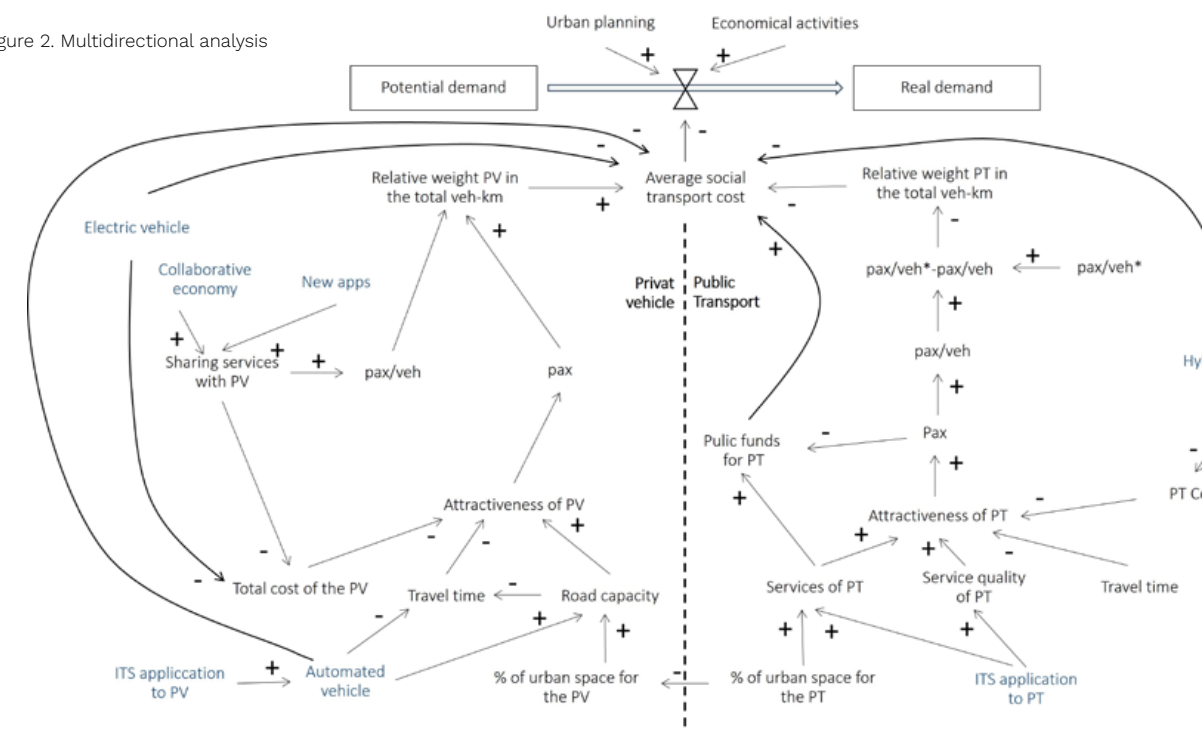 gure 2. Multidirectional analysis
Urban planning
Economical activities
+
+
Potential demand
Real demand
-
-
-
-
Relative weight PV in
the total veh-km
+
Average social
transport cost
-
Relative weight PT in
the total veh-km
Electric vehicle
+
+
-
Collaborative
economy
New apps
Privat
vehicle
Public
Transport
pax/veh*-pax/veh
+
pax/veh*
+
+
+
+
Sharing services
with PV
pax/veh
pax
pax/veh
Hy
+
Pulic funds
for PT
-
Pax
-
+
+
PT Co
Attractiveness of PV
+
-
-
Attractiveness of PT
-
+
+
-
-
-
Total cost of the PV
Travel time
-
Road capacity
Services of PT
Service quality
of PT
Travel time
-
+
+
+
+
+
ITS appliccation
to PV
+
Automated
vehicle
% of urban space for
the PV
-
% of urban space for
the PT
ITS application
to PT